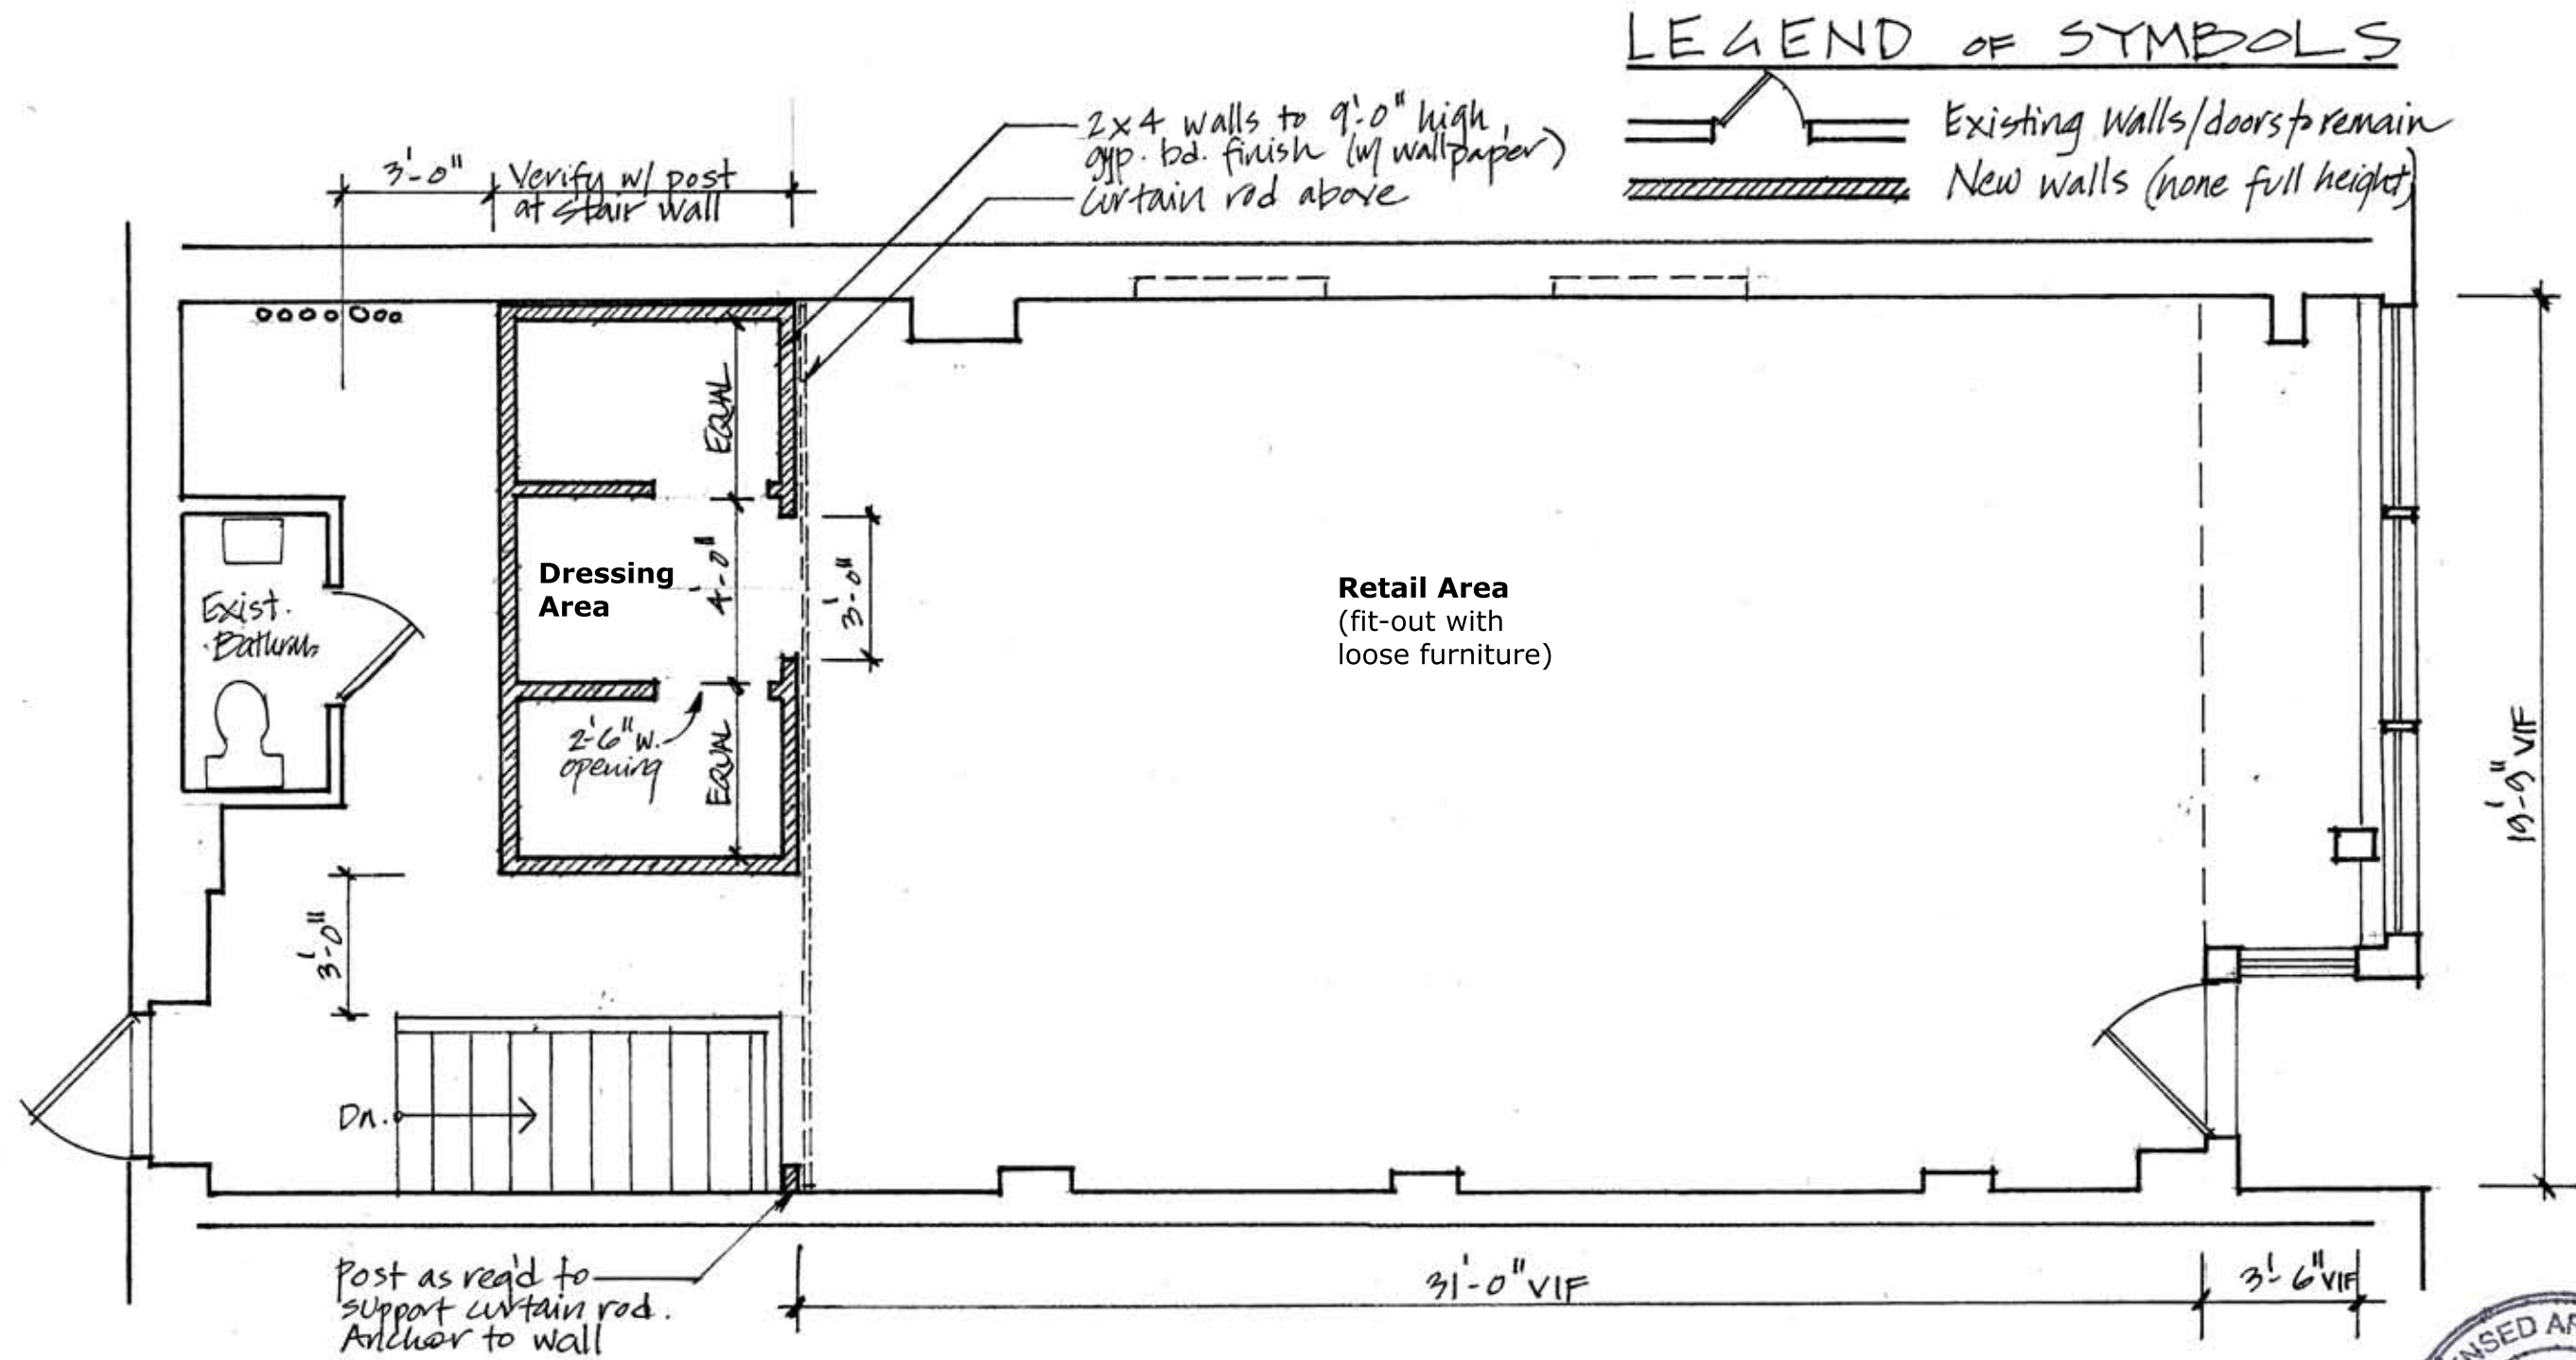 LEGEND OF SYMBOLS
Existing Walls/doors to remain
New walls (none full height)
2x4 walls to 9'-0" high,
gyp. bd. finish (w/ wallpaper)
curtain rod above
3'-0"
Verify w/ post
at stair wall
EQUAL
4'-0"
EQUAL
3'-0"
Dressing
Area
Exist.
Bathrm.
2'-6" w.
opening
Retail Area
(fit-out with
loose furniture)
19'-9" VIF
3'-0"
Dn.
Post as req'd to
support curtain rod.
Anchor to wall
31'-0" VIF
3'-6" VIF